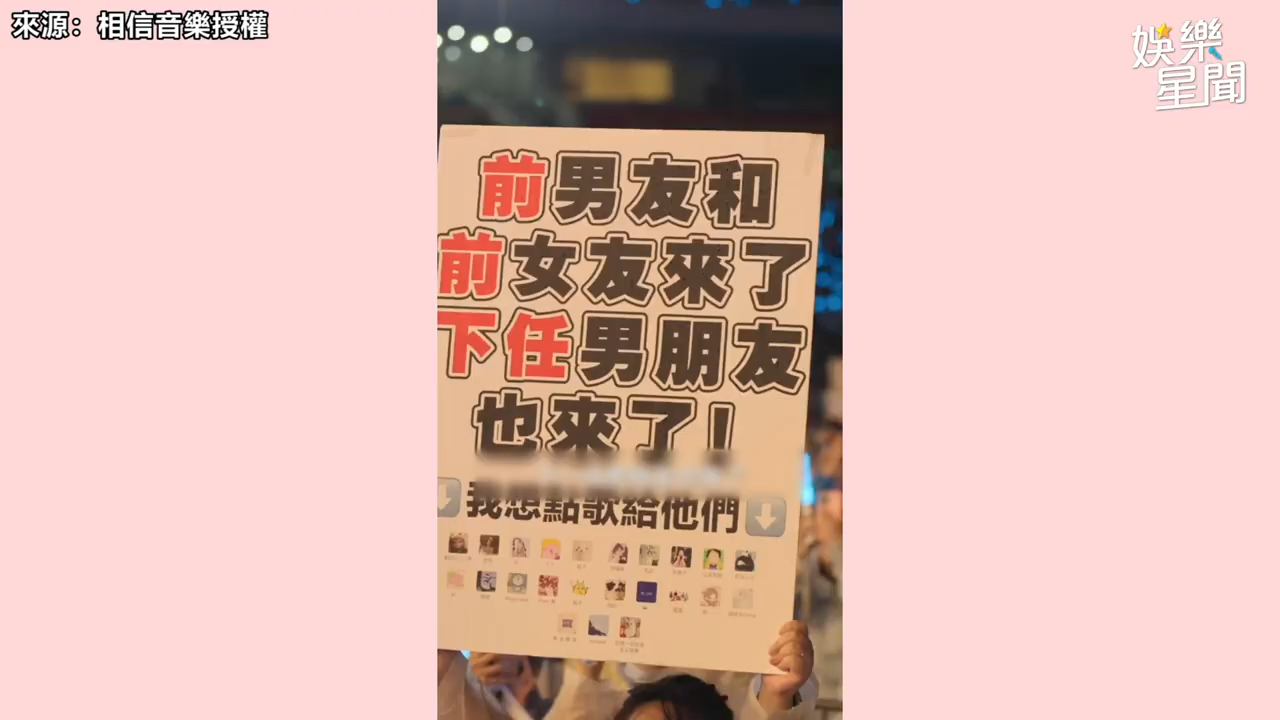 來源：相信音樂授權
娛樂
星聞
前男友和
前女友來了
下任男朋友
也來了！
我想點歌給他們